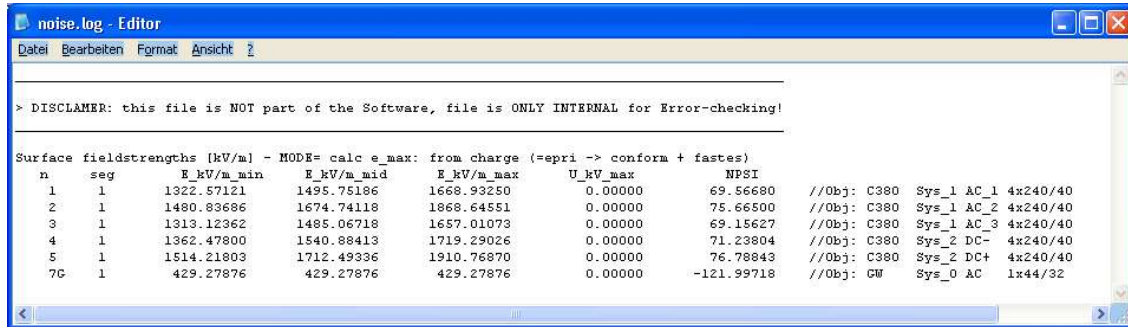 noise.log - Editor
Datei Bearbeiten Format Ansicht ?
> DISCLAMER: this file is NOT part of the Software, file is ONLY INTERNAL for Error-checking!
Surface fieldstrengths [kV/m] - MODE= calc e_max: from charge (=epri -> conform + fastes)
n seg E_kV/m_min E_kV/m_mid E_kV/m_max U_kV_max NPSI
1 1 1322.57121 1495.75186 1668.93250 0.00000 69.56680 //Obj: C380 Sys_1 AC_1 4x240/40
2 1 1480.83686 1674.74118 1868.64551 0.00000 75.66500 //Obj: C380 Sys_1 AC_2 4x240/40
3 1 1313.12362 1485.06718 1657.01073 0.00000 69.15627 //Obj: C380 Sys_1 AC_3 4x240/40
4 1 1362.47800 1540.88413 1719.29026 0.00000 71.23804 //Obj: C380 Sys_2 DC- 4x240/40
5 1 1514.21803 1712.49336 1910.76870 0.00000 76.78843 //Obj: C380 Sys_2 DC+ 4x240/40
7G 1 429.27876 429.27876 429.27876 0.00000 -121.99718 //Obj: GW Sys_0 AC 1x44/32